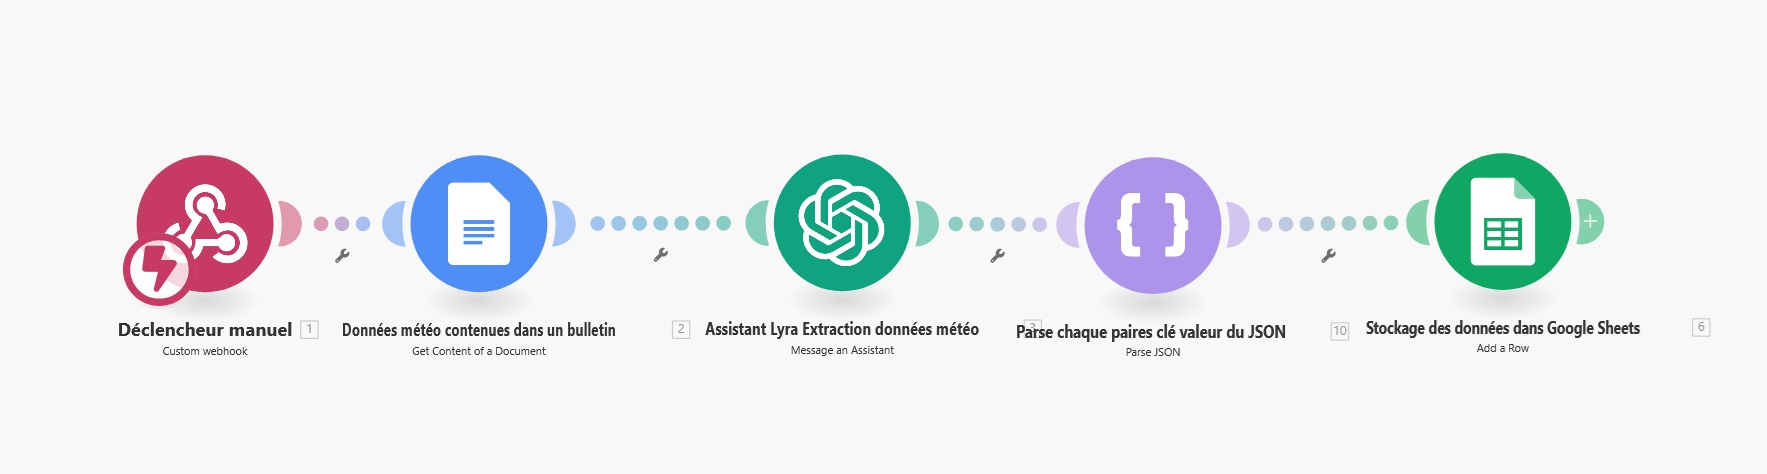 Déclencheur manuel 1
Custom webhook
Données météo contenues dans un bulletin 2
Get Content of a Document
Assistant Lyra Extraction données météo 3
Message an Assistant
Parse chaque paires clé valeur du JSON 10
Parse JSON
Stockage des données dans Google Sheets 6
Add a Row